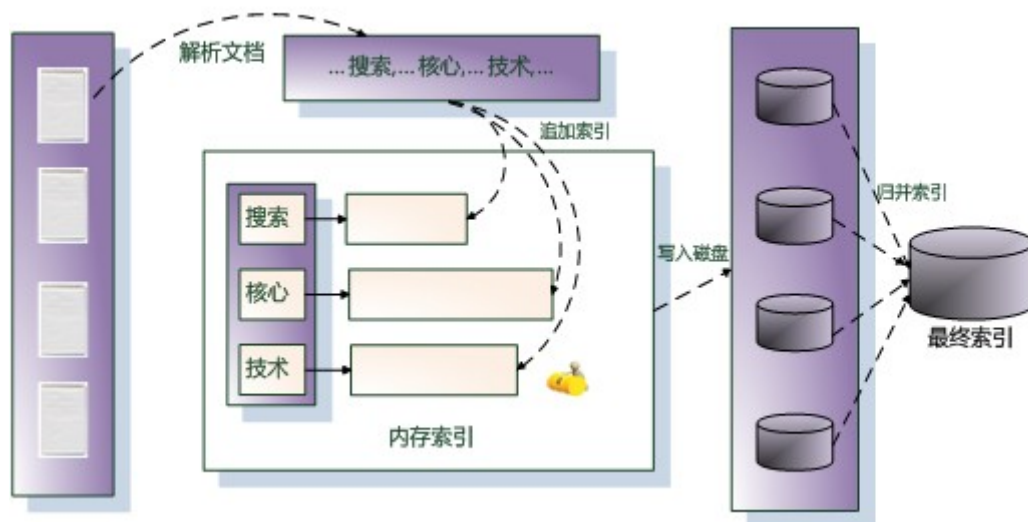 解析文档
...搜索,...核心,...技术,...
追加索引
搜索
核心
技术
内存索引
写入磁盘
归并索引
最终索引